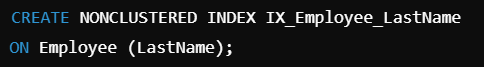 CREATE NONCLUSTERED INDEX IX_Employee_LastName
ON Employee (LastName);